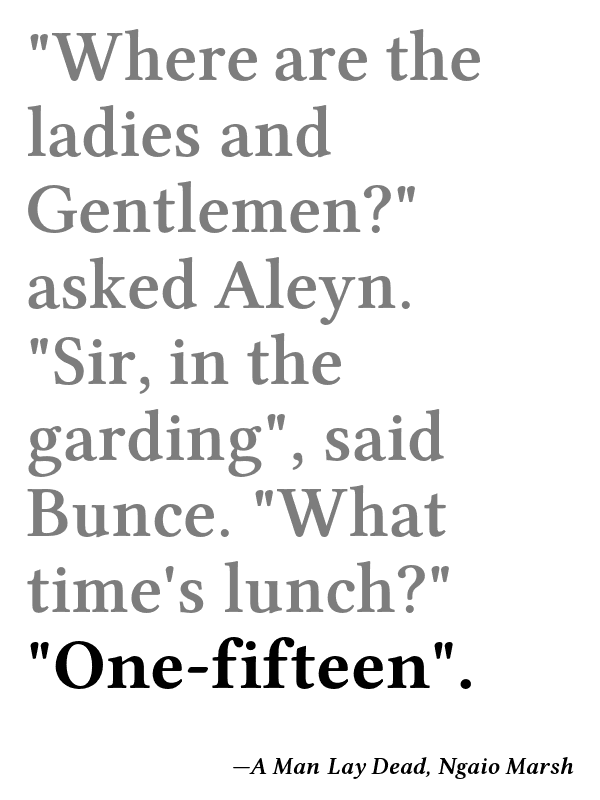 "Where are the
ladies and
Gentlemen?"
asked Aleyn.
"Sir, in the
garding", said
Bunce. "What
time's lunch?"
"One-fifteen".
—A Man Lay Dead, Ngaio Marsh